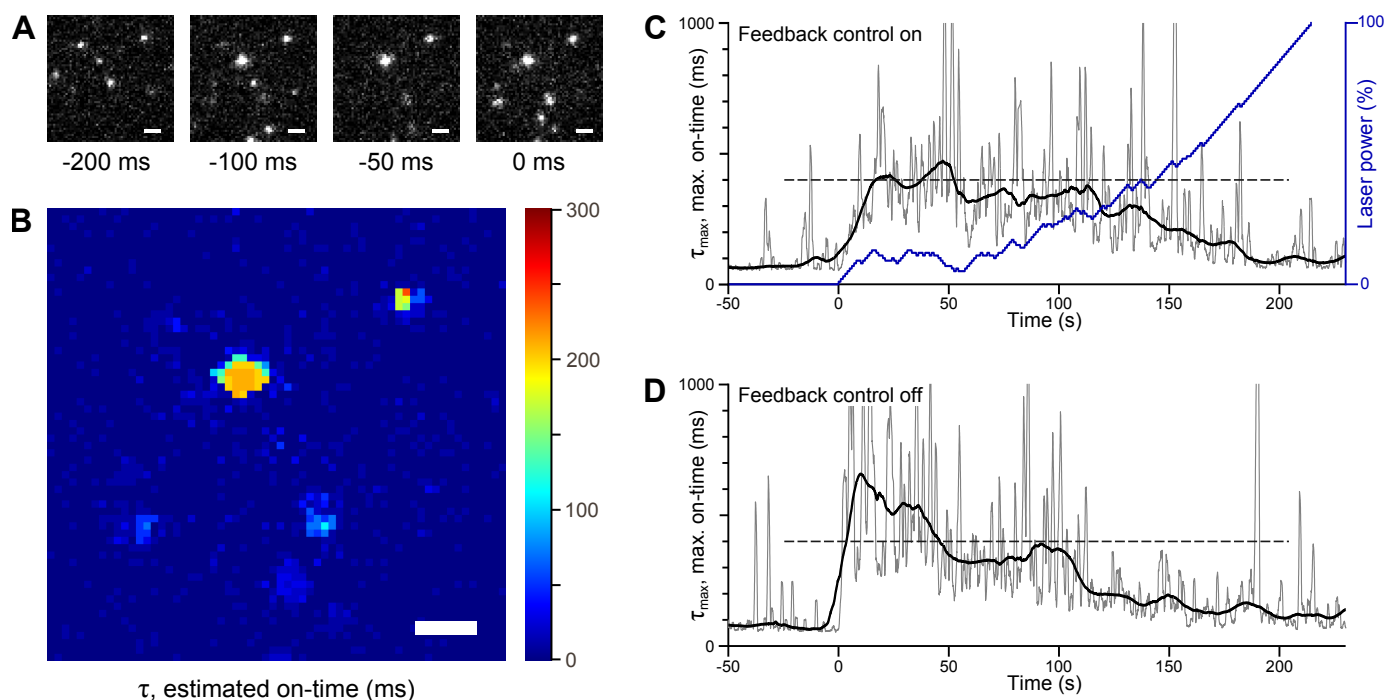 A
-200 ms
-100 ms
-50 ms
0 ms
B
300
200
100
0
τ, estimated on-time (ms)
C
Feedback control on
1000
0
τmax, max. on-time (ms)
-50
0
50
100
150
200
Time (s)
100
0
Laser power (%)
D
Feedback control off
1000
0
τmax, max. on-time (ms)
-50
0
50
100
150
200
Time (s)